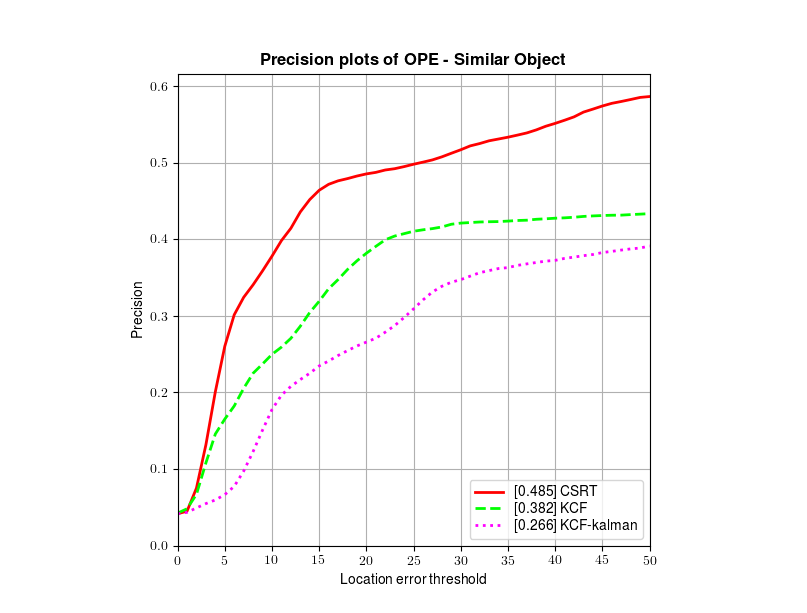 Precision plots of OPE - Similar Object
0.6
0.5
0.4
0.3
0.2
0.1
0.0
Precision
[0.485] CSRT
[0.382] KCF
[0.266] KCF-kalman
0 5 10 15 20 25 30 35 40 45 50
Location error threshold